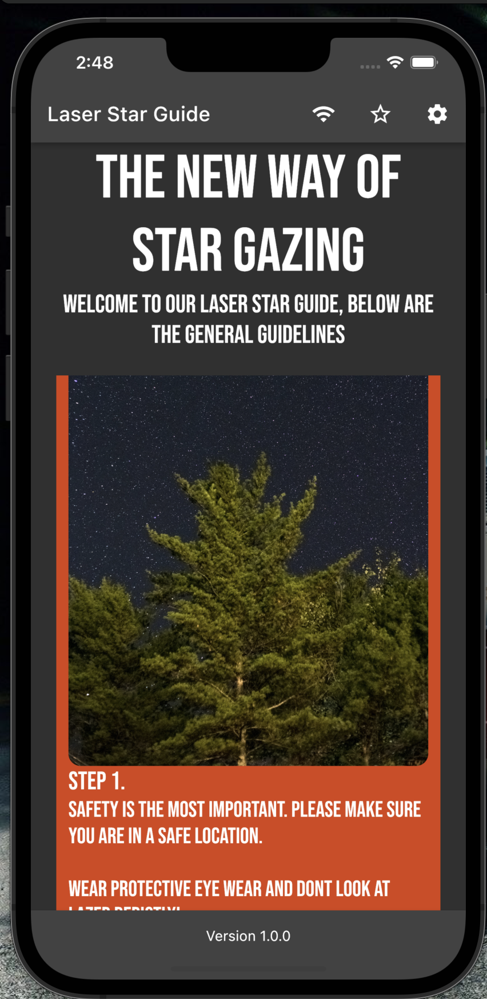 2:48
Laser Star Guide
THE NEW WAY OF
STAR GAZING
WELCOME TO OUR LASER STAR GUIDE, BELOW ARE
THE GENERAL GUIDELINES
STEP 1.
SAFETY IS THE MOST IMPORTANT. PLEASE MAKE SURE
YOU ARE IN A SAFE LOCATION.
WEAR PROTECTIVE EYE WEAR AND DONT LOOK AT
Version 1.0.0